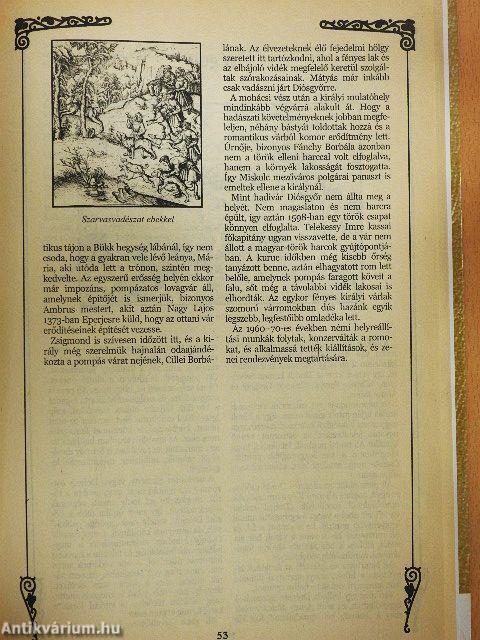 Szarvasvadászat ebekkel
tikus tájon a Bükk hegység lábánál, így nem
csoda, hogy a gyakran vele lévő leánya, Má-
ria, aki utóda lett a trónon, szintén meg-
kedvelte. Az egyszerű erősség helyén ekkor
már impozáns, pompázatos lovagvár áll,
amelynek építőjét is ismerjük, bizonyos
Ambrus mestert, akit aztán Nagy Lajos
1373-ban Eperjesre küld, hogy az ottani vár
erődítéseinek építését vezesse.
Zsigmond is szívesen időzött itt, és a ki-
rály még szerelmük hajnalán odaajándé-
kozta a pompás várat nejének, Cillei Borbá-
lának. Az élvezeteknek élő fejedelmi hölgy
szeretett itt tartózkodni, ahol a fényes lak és
az elbájoló vidék megfelelő keretül szolgál-
tak szórakozásainak. Mátyás már inkább
csak vadászni járt Diósgyőrre.
A mohácsi vész után a királyi mulatóhely
mindinkább végvárrá alakult át. Hogy a
hadászati követelményeknek jobban megfe-
leljen, néhány bástyát toldottak hozzá és a
romantikus várból komor erődítmény lett.
Úrnője, bizonyos Fánchy Borbála azonban
nem a török elleni harccal volt elfoglalva,
hanem a környék lakosságát fosztogatta.
Így Miskolc mezőváros polgárai panaszt is
emeltek ellene a királynál.
Mint hadivár Diósgyőr nem állta meg a
helyét. Nem magaslaton és nem harcra
épült, így aztán 1598-ban egy török csapat
könnyen elfoglalta. Telekessy Imre kassai
főkapitány ugyan visszavette, de a vár nem
állott a magyar-török harcok gyújtópontjá-
ban. A kuruc időkben még kisebb őrség
tanyázott benne, aztán elhagyatott rom lett
belőle, amelynek pompás faragott köveit a
falu, sőt még a távolabbi vidék lakosai is
elhordták. Az egykor fényes királyi várlak
szomorú várromokban dús hazánk egyik
legszebb, legfestőibb omladéka lett.
Az 1960-70-es években némi helyreállí-
tási munkák folytak, konzerválták a romo-
kat, és alkalmassá tették kiállítások, és ze-
nei rendezvények megtartására.
53
Antikvárium.hu